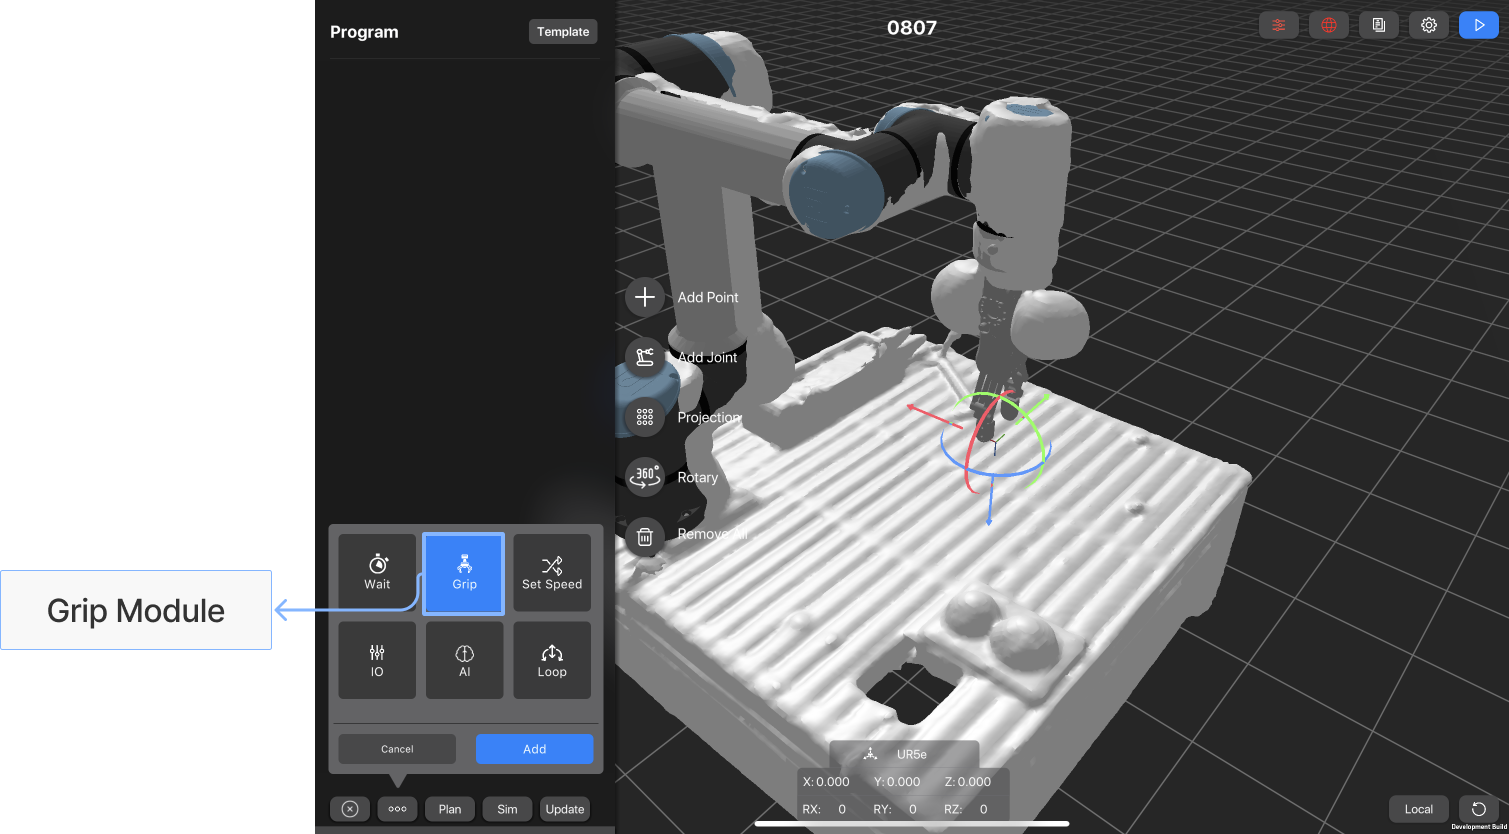 Program
Template
0807
Add Point
Add Joint
Projection
360°
Rotary
Remove All
Wait
Grip
Set Speed
Grip Module
IO
AI
Loop
Cancel
Add
UR5e
X: 0.000 Y: 0.000 Z: 0.000
RX: 0 RY: 0 RZ: 0
Plan
Sim
Update
Local
Development Build